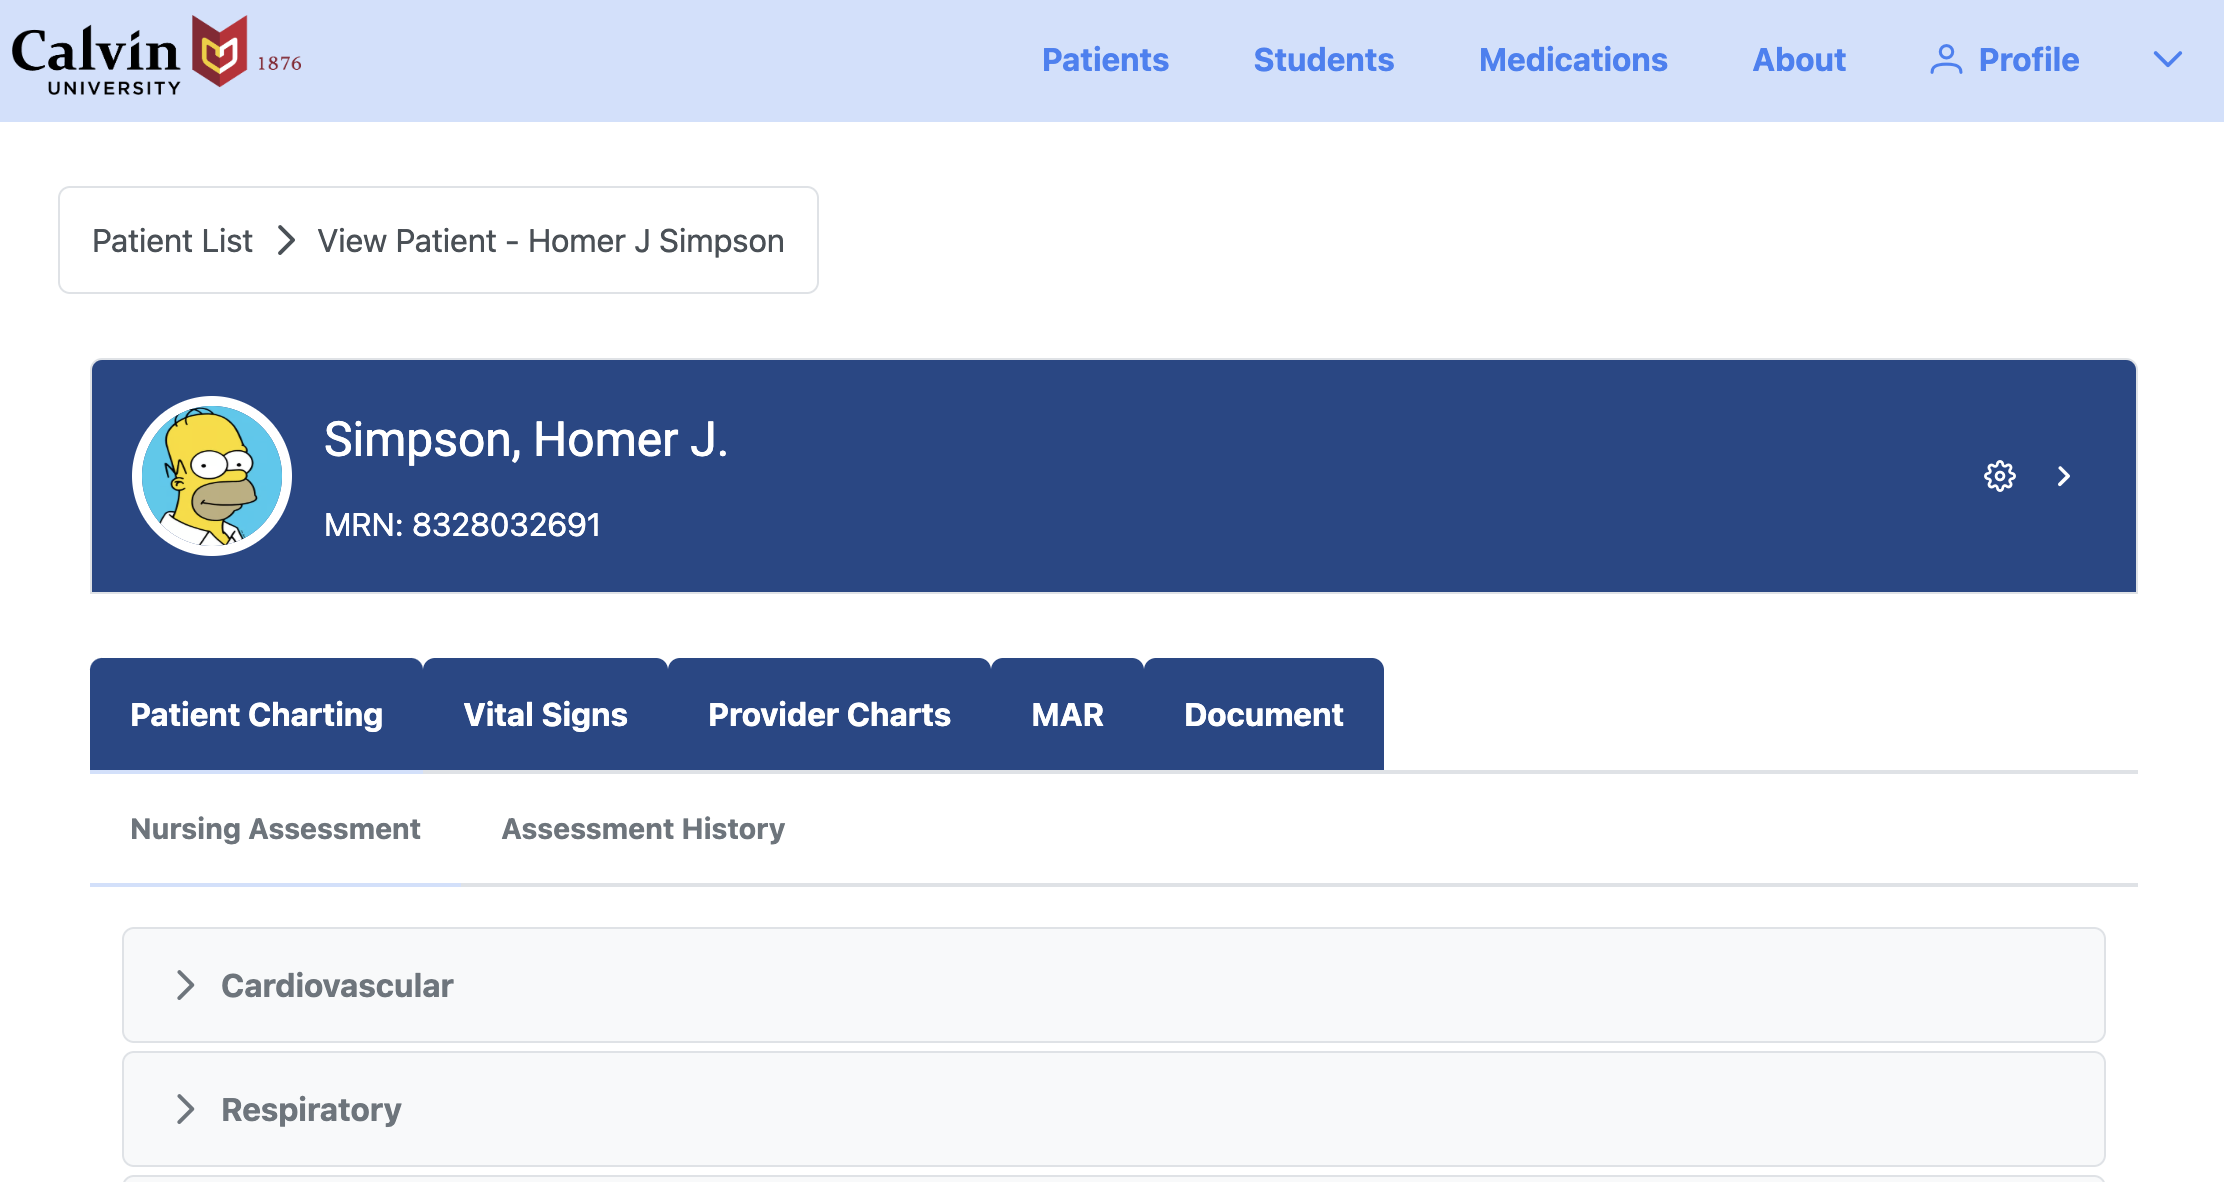 Calvin
UNIVERSITY
1876
Patients Students Medications About Profile
Patient List View Patient - Homer J Simpson
Simpson, Homer J.
MRN: 8328032691
Patient Charting Vital Signs Provider Charts MAR Document
Nursing Assessment Assessment History
Cardiovascular
Respiratory